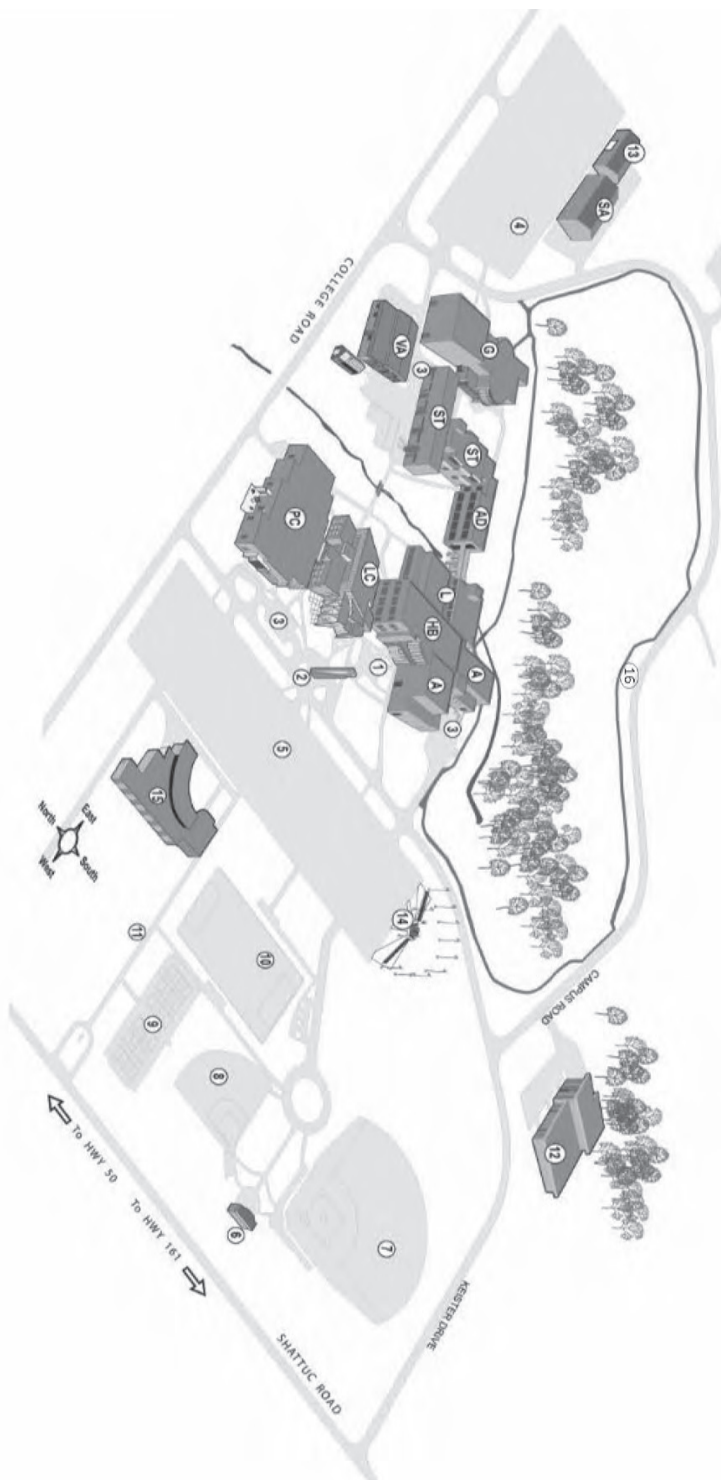 13
SA
4
COLLEGE ROAD
G
VA
3
ST
ST
AD
PC
LC
L
HB
16
1
A
A
2
3
3
5
15
North
East
West
South
14
11
10
9
CAMPUS ROAD
8
12
To HWY 50
To HWY 161
6
7
KEISTER DRIVE
SHATTUC ROAD